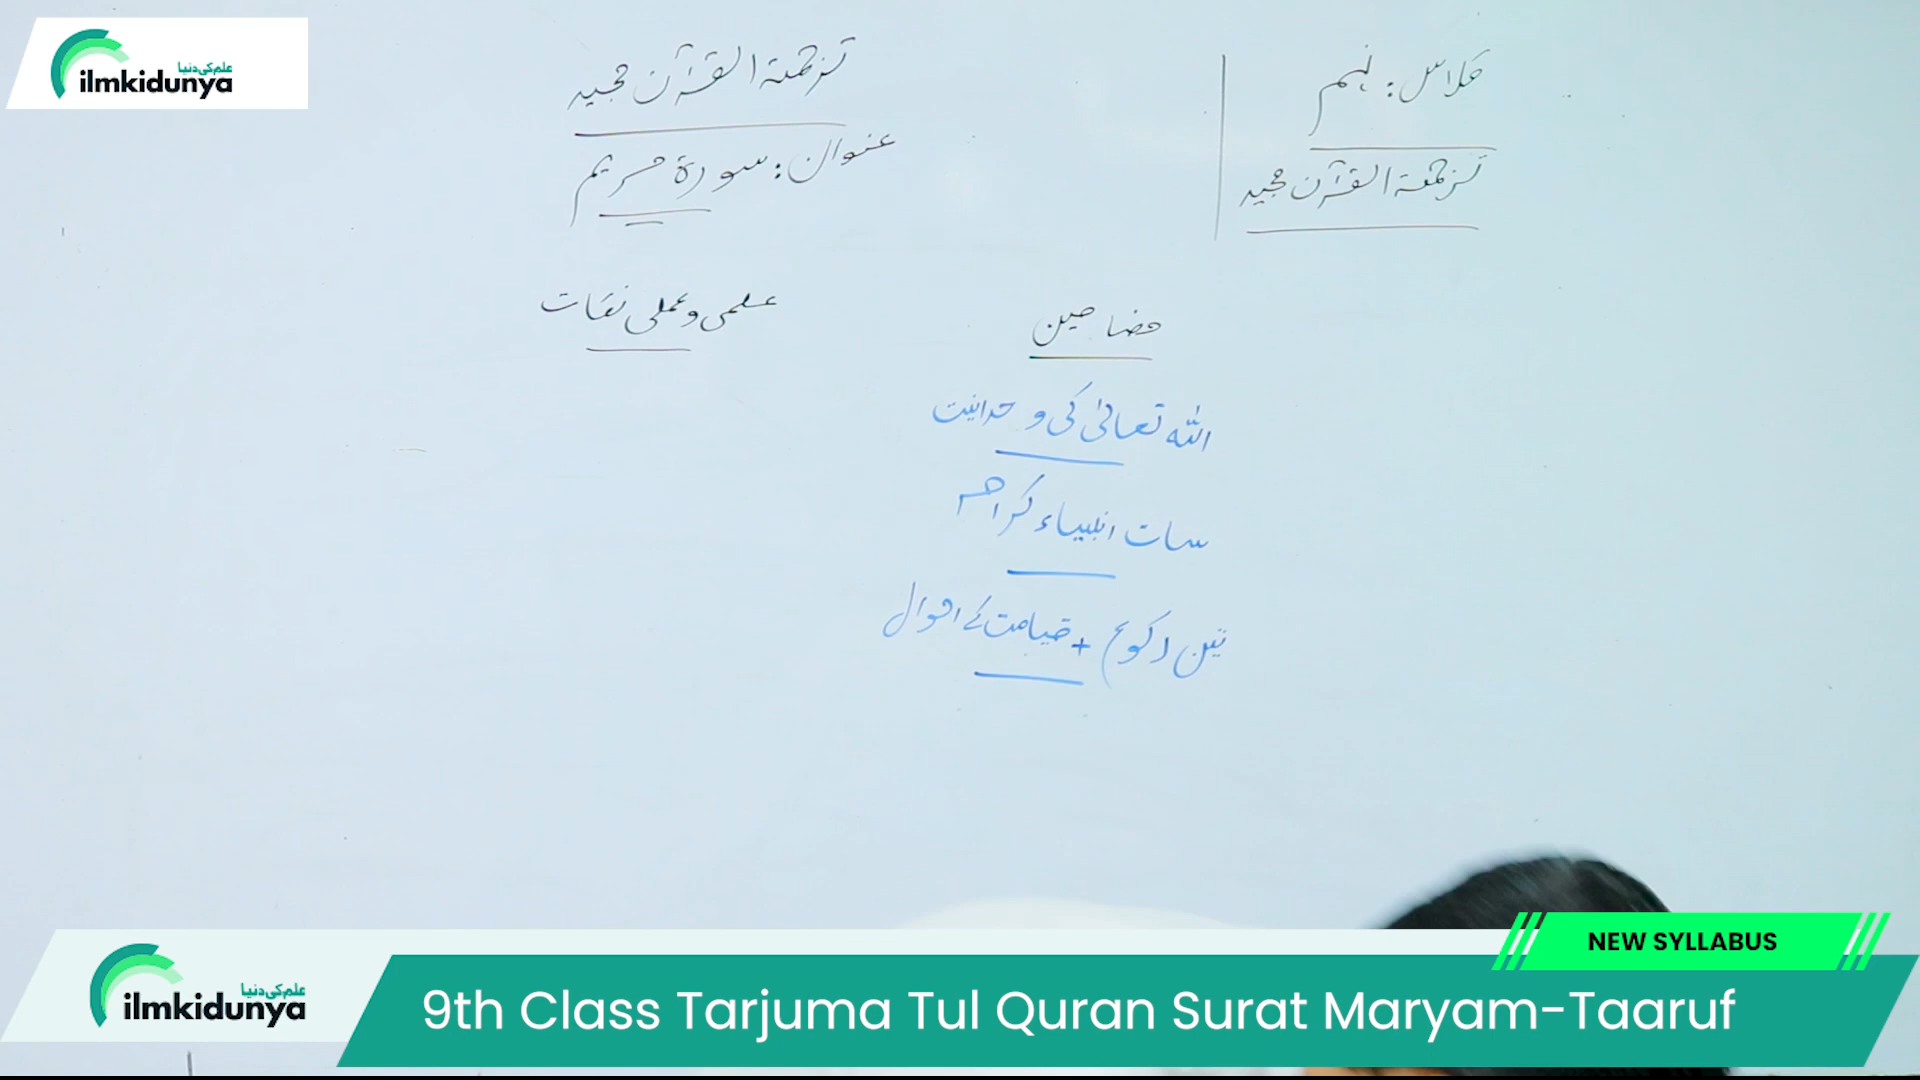 علم کی دنیا
ilmkidunya
کلاس: نہم
ترجمۃ القرآن مجید
ترجمۃ القرآن مجید
عنوان: سورۃ مریم
مضامین
علمی و عملی نقات
اللہ تعالیٰ کی وحدانیت
سات انبیاء کرام
تین رکوع + قیامت کے احوال
NEW SYLLABUS
علم کی دنیا
ilmkidunya
9th Class Tarjuma Tul Quran Surat Maryam-Taaruf